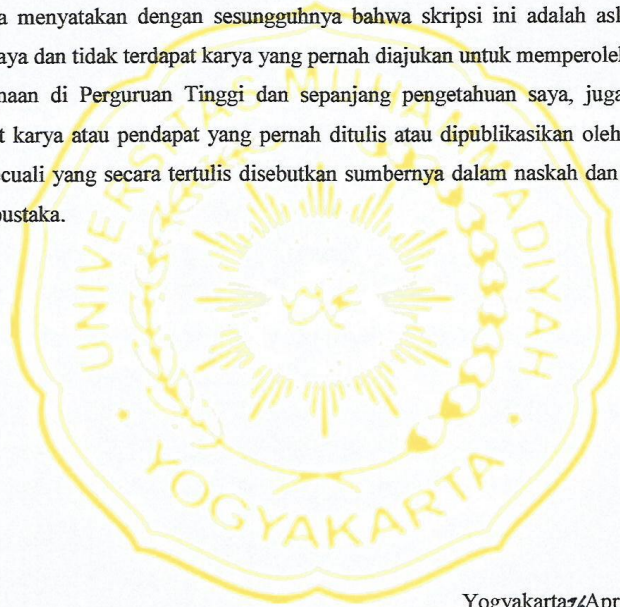 a menyatakan dengan sesungguhnya bahwa skripsi ini adalah asl
aya dan tidak terdapat karya yang pernah diajukan untuk memperoleh
naan di Perguruan Tinggi dan sepanjang pengetahuan saya, juga
t karya atau pendapat yang pernah ditulis atau dipublikasikan oleh
ecuali yang secara tertulis disebutkan sumbernya dalam naskah dan
pustaka.
UNIVERSITAS MUHAMMADIYAH
YOGYAKARTA
Yogyakarta, Apr